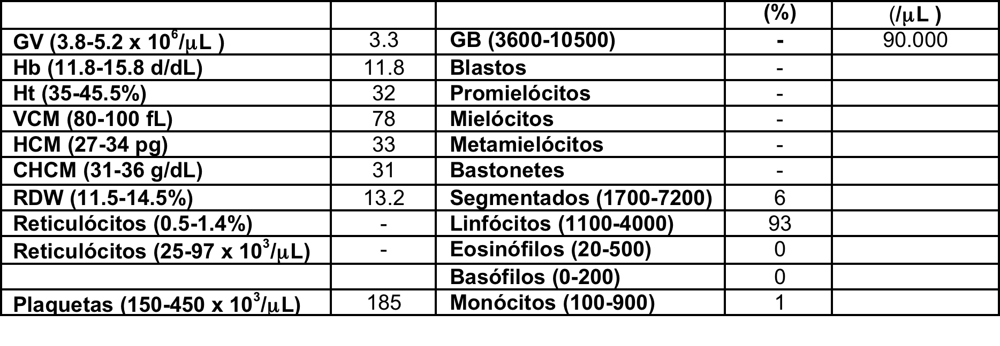 (%) (/μL )
GV (3.8-5.2 x 10⁶/μL ) 3.3 GB (3600-10500) - 90.000
Hb (11.8-15.8 d/dL) 11.8 Blastos -
Ht (35-45.5%) 32 Promielócitos -
VCM (80-100 fL) 78 Mielócitos -
HCM (27-34 pg) 33 Metamielócitos -
CHCM (31-36 g/dL) 31 Bastonetes -
RDW (11.5-14.5%) 13.2 Segmentados (1700-7200) 6
Reticulócitos (0.5-1.4%) - Linfócitos (1100-4000) 93
Reticulócitos (25-97 x 10³/μL) - Eosinófilos (20-500) 0
Basófilos (0-200) 0
Plaquetas (150-450 x 10³/μL) 185 Monócitos (100-900) 1